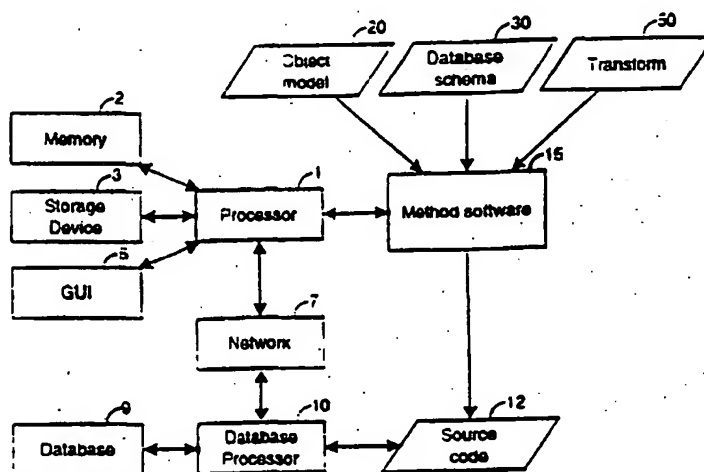 20
30
50
Object
model
Database
schema
Transform
2
Memory
15
3
1
Storage
Device
Processor
Method software
GUI
7
Network
10
12
Database
Database
Processor
Source
code